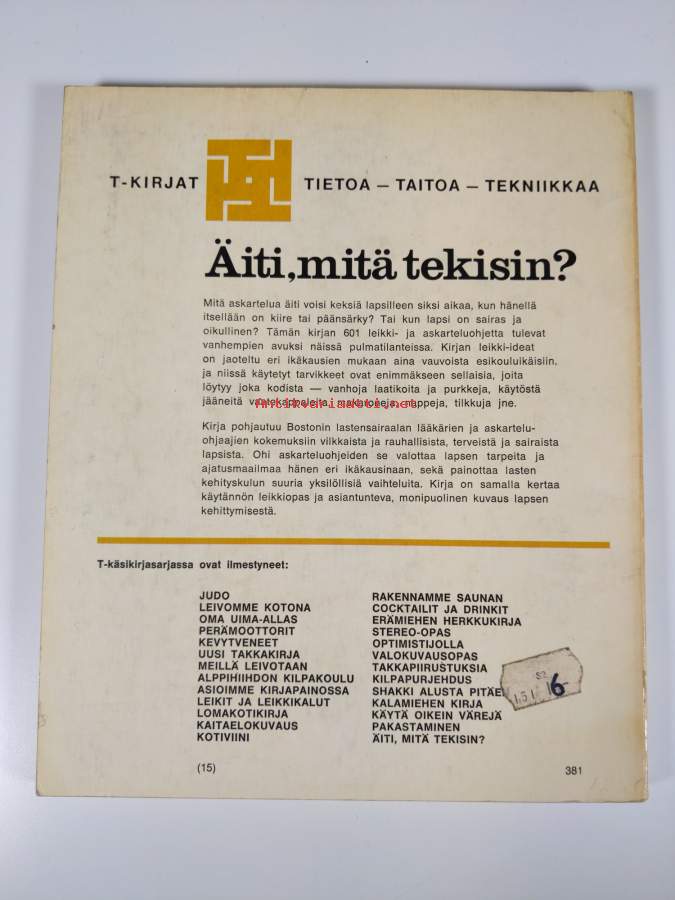 T-KIRJAT TIETOA — TAITOA — TEKNIIKKAA
Äiti, mitä tekisin?
Mitä askartelua äiti voisi keksiä lapsilleen siksi aikaa, kun hänellä
itsellään on kiire tai päänsärky? Tai kun lapsi on sairas ja
oikullinen? Tämän kirjan 601 leikki- ja askarteluohjetta tulevat
vanhempien avuksi näissä pulmatilanteissa. Kirjan leikki-ideat
on jaoteltu eri ikäkausien mukaan aina vauvoista esikouluikäisiin,
ja niissä käytetyt tarvikkeet ovat enimmäkseen sellaisia, joita
löytyy joka kodista — vanhoja laatikoita ja purkkeja, käytöstä
jääneitä vaatekappaleita, nappeja, tilkkuja jne.
Antikvariaatti.net
Kirja pohjautuu Bostonin lastensairaalan lääkärien ja askartelu-
ohjaajien kokemuksiin vilkkaista ja rauhallisista, terveistä ja sairaista
lapsista. Ohi askarteluohjeiden se valottaa lapsen tarpeita ja
ajatusmaailmaa hänen eri ikäkausinaan, sekä painottaa lasten
kehityskulun suuria yksilöllisiä vaihteluita. Kirja on samalla kertaa
käytännön leikkiopas ja asiantunteva, monipuolinen kuvaus lapsen
kehittymisestä.
T-käsikirjasarjassa ovat ilmestyneet:
JUDO
LEIVOMME KOTONA
OMA UIMA-ALLAS
PERÄMOOTTORIT
KEVYTVENEET
UUSI TAKKAKIRJA
MEILLÄ LEIVOTAAN
ALPPIHIIHDON KILPAKOULU
ASIOIMME KIRJAPAINOSSA
LEIKIT JA LEIKKIKALUT
LOMAKOTIKIRJA
KAITAELOKUVAUS
KOTIVIINI
RAKENNAMME SAUNAN
COCKTAILIT JA DRINKIT
ERÄMIEHEN HERKKUKIRJA
STEREO-OPAS
OPTIMISTIJOLLA
VALOKUVAUSOPAS
TAKKAPIIRUSTUKSIA
KILPAPURJEHDUS
SHAKKI ALUSTA PITÄEN
KALAMIEHEN KIRJA
KÄYTÄ OIKEIN VÄREJÄ
PAKASTAMINEN
ÄITI, MITÄ TEKISIN?
6-
(15) 381